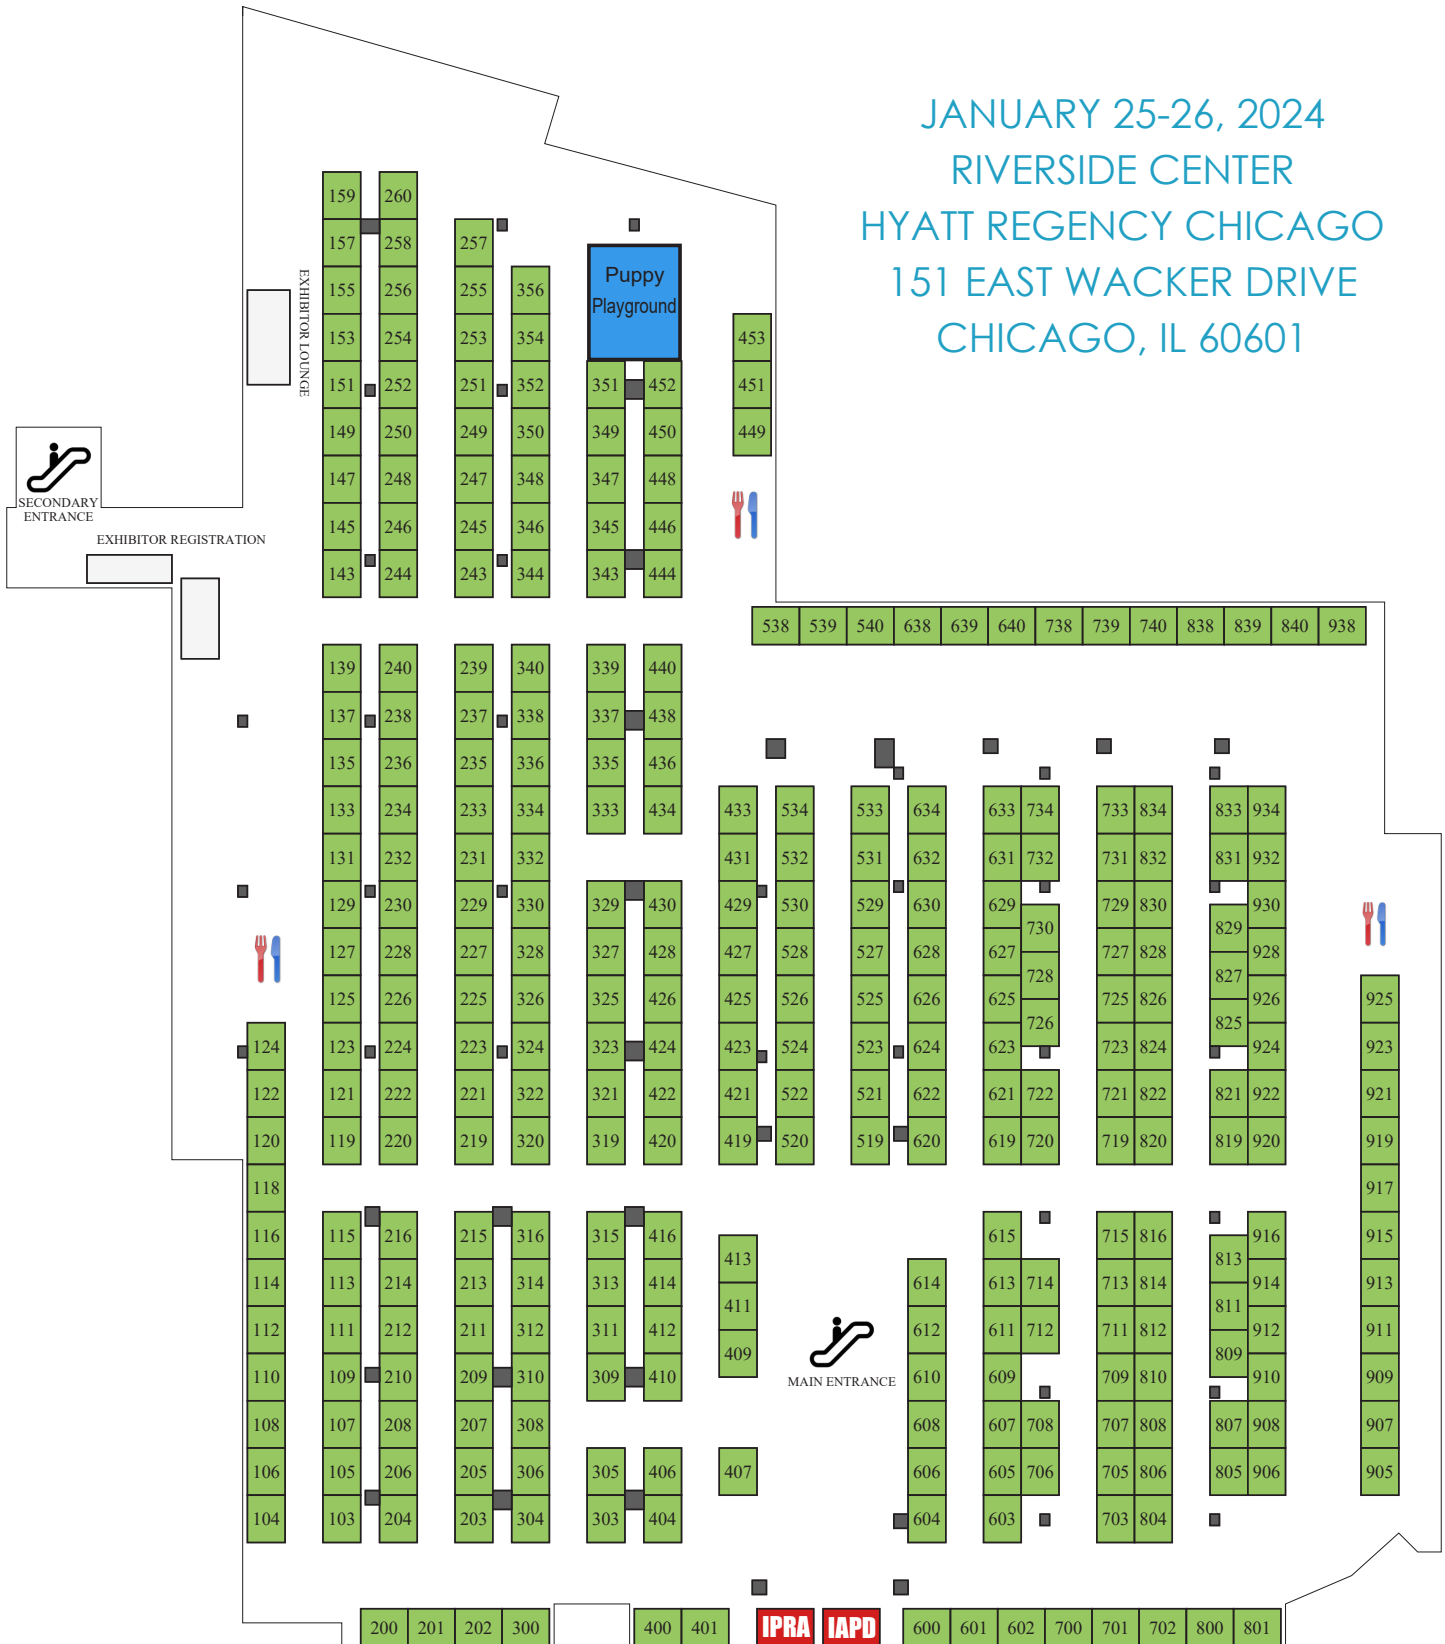 JANUARY 25-26, 2024
RIVERSIDE CENTER
HYATT REGENCY CHICAGO
151 EAST WACKER DRIVE
CHICAGO, IL 60601
159 260
157 258 257
Puppy
Playground
EXHIBITOR LOUNGE
155 256 255 356
153 254 253 354 453
151 252 251 352 351 452 451
149 250 249 350 349 450 449
147 248 247 348 347 448
SECONDARY
ENTRANCE
145 246 245 346 345 446
EXHIBITOR REGISTRATION
143 244 243 344 343 444
538 539 540 638 639 640 738 739 740 838 839 840 938
139 240 239 340 339 440
137 238 237 338 337 438
135 236 235 336 335 436
133 234 233 334 333 434 433 534 533 634 633 734 733 834 833 934
131 232 231 332 431 532 531 632 631 732 731 832 831 932
129 230 229 330 329 430 429 530 529 630 629 729 830 930
730 829
127 228 227 328 327 428 427 528 527 628 627 727 828 928
728 827
125 226 225 326 325 426 425 526 525 626 625 725 826 926 925
726 825
124 123 224 223 324 323 424 423 524 523 624 623 723 824 924 923
122 121 222 221 322 321 422 421 522 521 622 621 722 721 822 821 922 921
120 119 220 219 320 319 420 419 520 519 620 619 720 719 820 819 920 919
118 917
116 115 216 215 316 315 416 615 715 816 916 915
413 813
114 113 214 213 314 313 414 614 613 714 713 814 914 913
411 811
112 111 212 211 312 311 412 612 611 712 711 812 912 911
409 809
110 109 210 209 310 309 410 610 609 709 810 910 909
MAIN ENTRANCE
108 107 208 207 308 608 607 708 707 808 807 908 907
106 105 206 205 306 305 406 407 606 605 706 705 806 805 906 905
104 103 204 203 304 303 404 604 603 703 804
200 201 202 300 400 401 IPRA IAPD 600 601 602 700 701 702 800 801